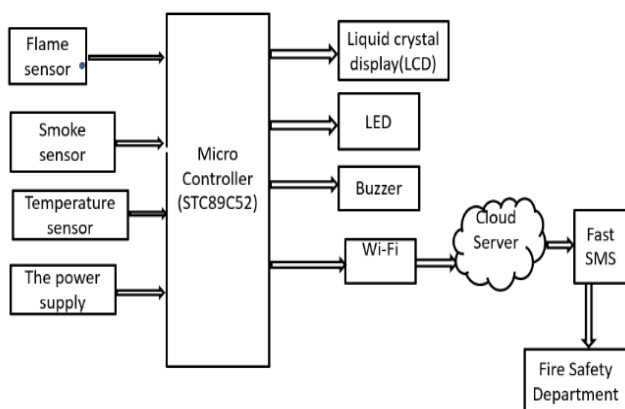 Flame
sensor
Smoke
sensor
Temperature
sensor
The power
supply
Micro
Controller
(STC89C52)
Liquid crystal
display(LCD)
LED
Buzzer
Wi-Fi
Cloud
Server
Fast
SMS
Fire Safety
Department